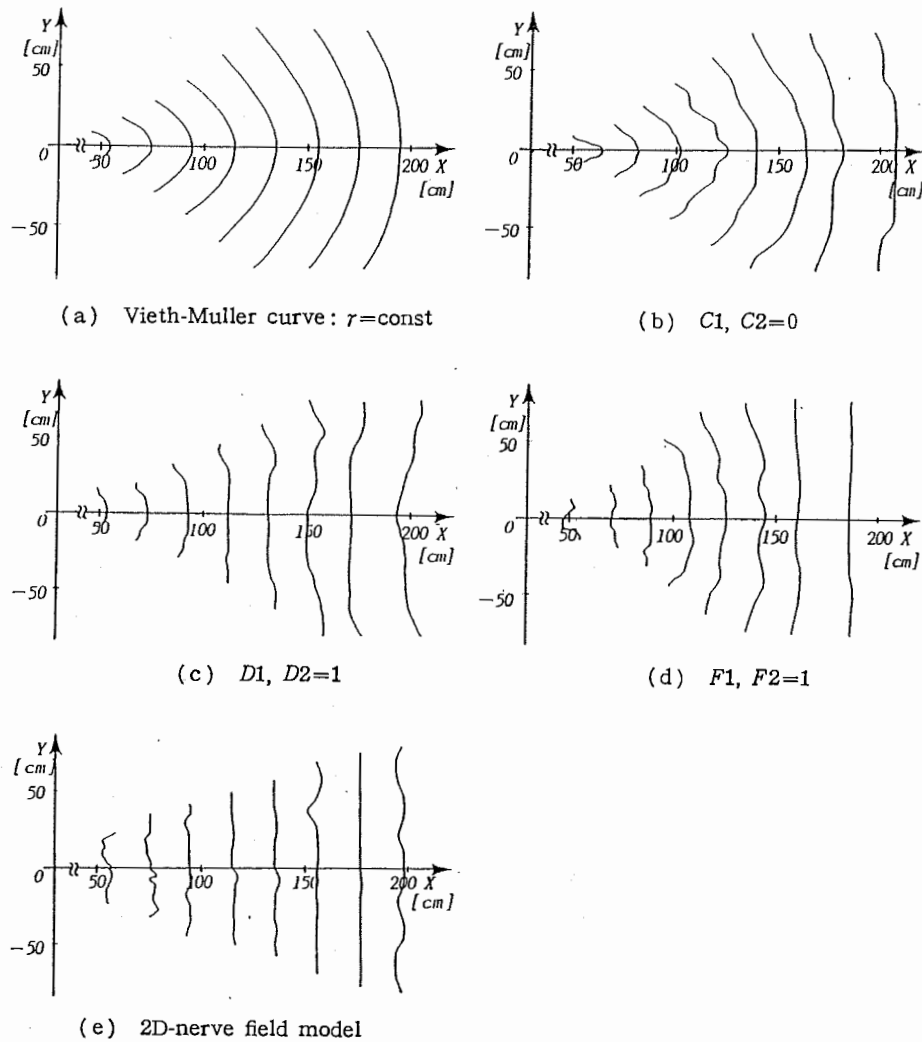 Y
[cm]
50
0
50
100
150
200 X
[cm]
−50
(a) Vieth-Muller curve: γ=const
Y
[cm]
50
0
50
100
150
200 X
[cm]
−50
(b) C1, C2=0
Y
[cm]
50
0
90
100
150
200 X
[cm]
−50
(c) D1, D2=1
Y
[cm]
50
0
50
100
150
200 X
[cm]
−50
(d) F1, F2=1
Y
[cm]
50
0
50
100
150
200 X
[cm]
−50
(e) 2D-nerve field model